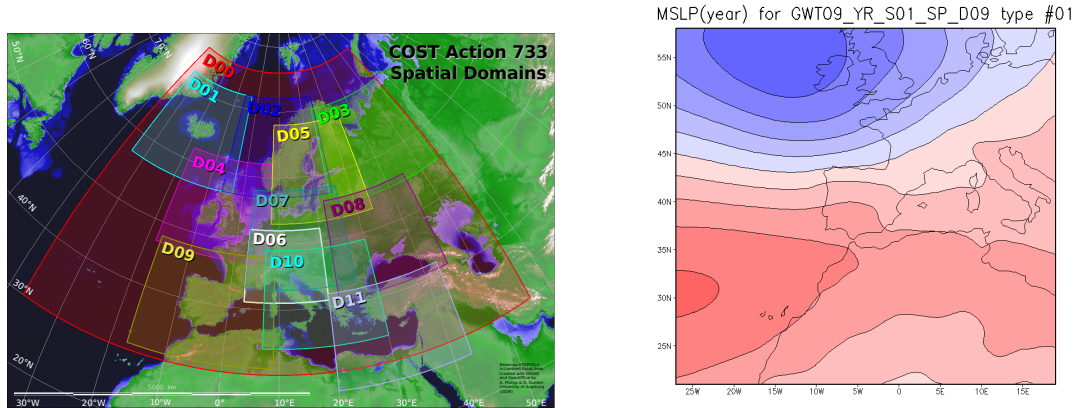 MSLP(year) for GWT09_YR_S01_SP_D09 type #01
COST Action 733
Spatial Domains
50°N
60°N
70°N
D00
D01
D02
D03
D05
D04
D07
D08
D06
D09
D10
D11
40°N
30°N
20°N
5000 km
30°W
20°W
10°W
0°E
10°E
20°E
30°E
40°E
50°E
55N
50N
45N
40N
35N
30N
25N
25W
20W
15W
10W
5W
0
5E
10E
15E